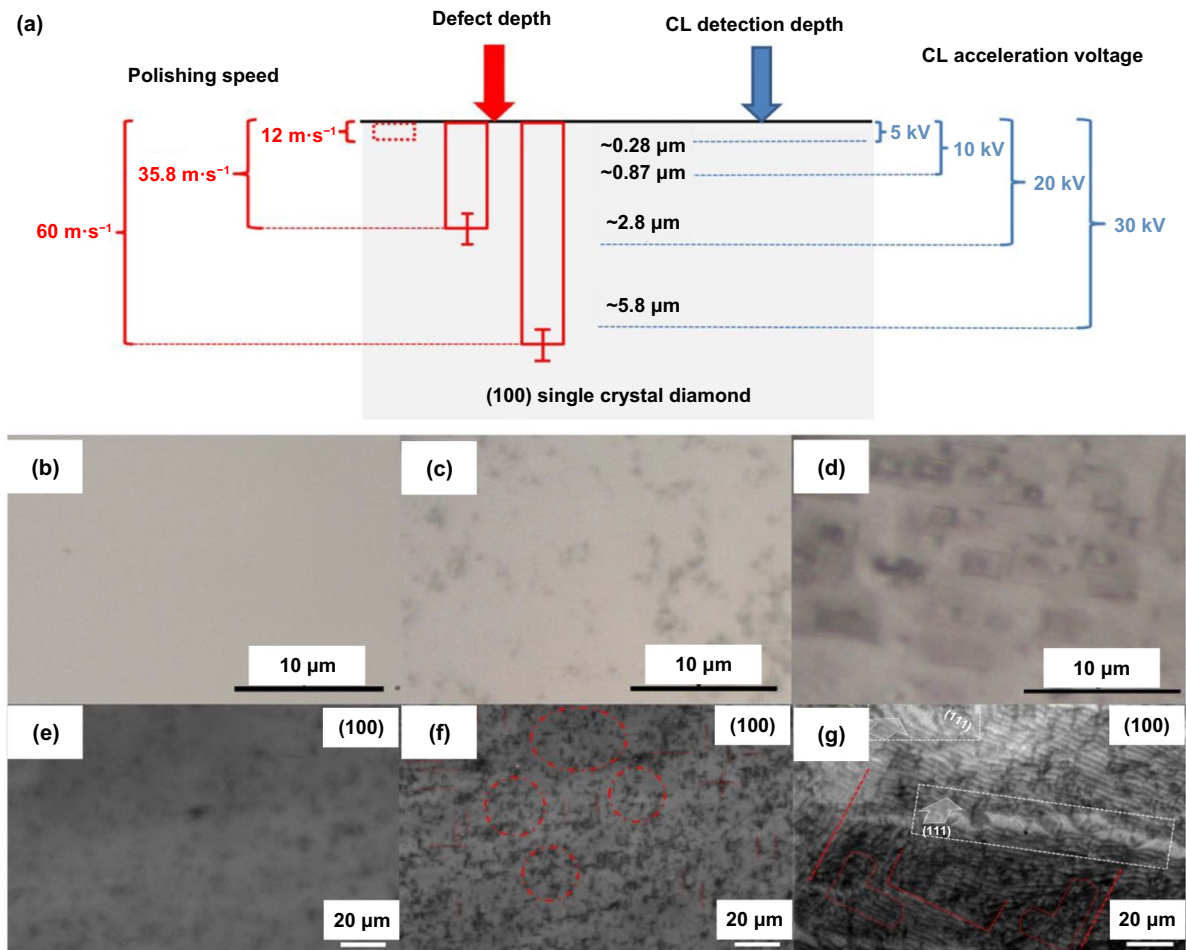 (a)
Defect depth
CL detection depth
Polishing speed
CL acceleration voltage
12 m·s⁻¹
5 kV
~0.28 µm
10 kV
35.8 m·s⁻¹
~0.87 µm
20 kV
60 m·s⁻¹
~2.8 µm
30 kV
~5.8 µm
(100) single crystal diamond
(b)
10 µm
(c)
10 µm
(d)
10 µm
(e)
(100)
20 µm
(f)
(100)
20 µm
(g)
(111)
(100)
(111)
20 µm